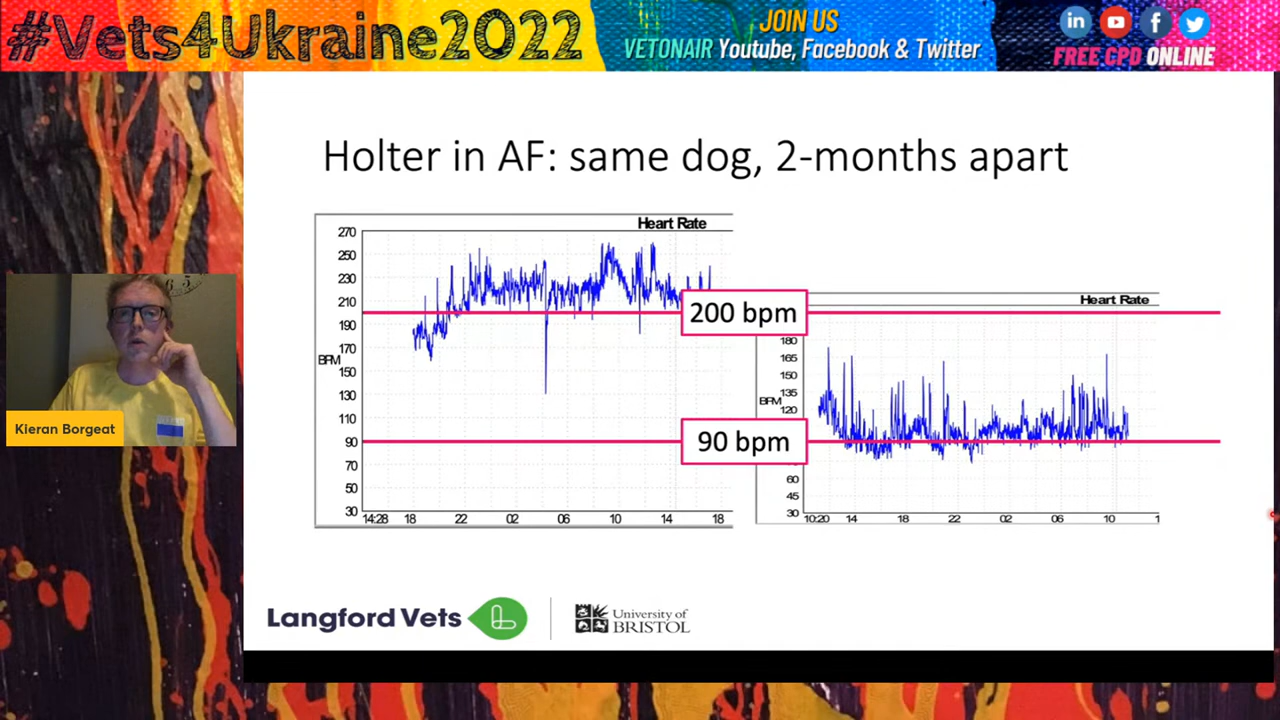 #Vets4Ukraine2022
JOIN US
VETONAIR Youtube, Facebook & Twitter
in
f
FREE CPD ONLINE
Holter in AF: same dog, 2-months apart
Heart Rate
270
250
230
210
190
170
BPM
150
130
110
90
70
50
30
14:28 18 22 02 06 10 14 18
200 bpm
90 bpm
Heart Rate
180
165
150
135
BPM
120
60
45
30
10:20 14 18 22 02 06 10 1
Kieran Borgeat
Langford Vets
University of
BRISTOL